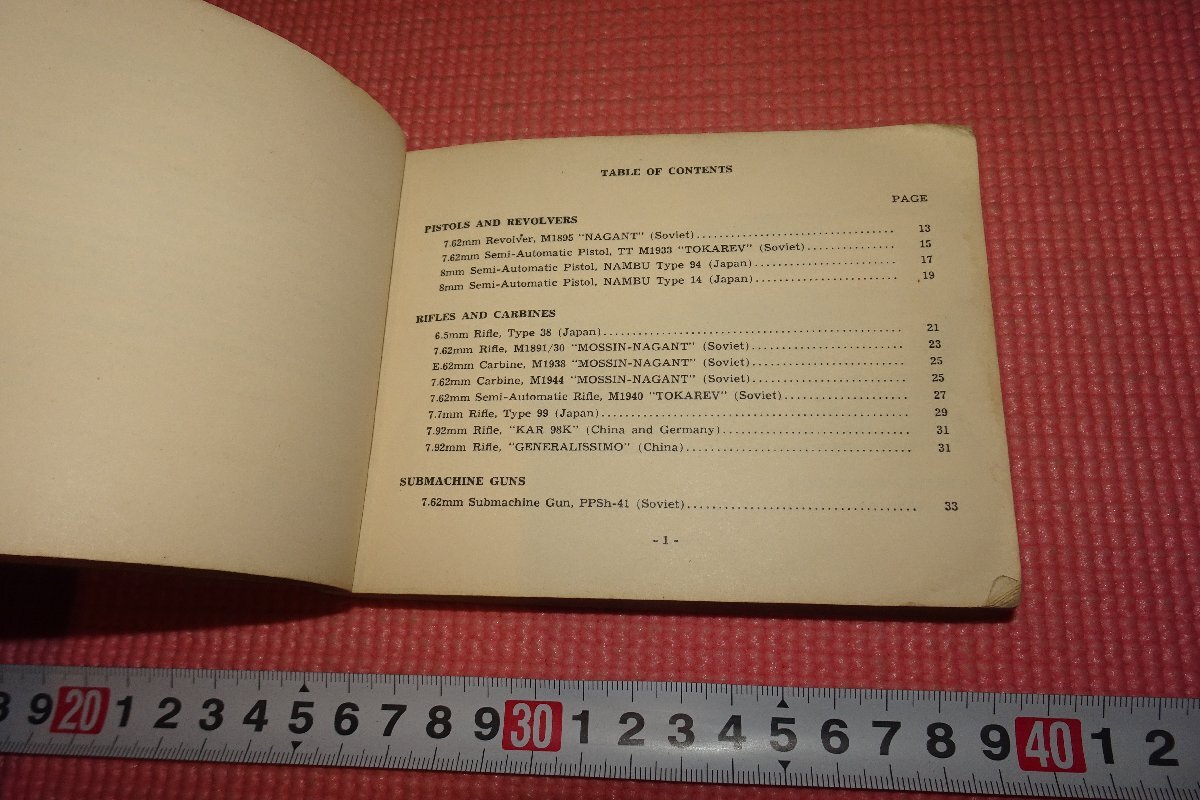 TABLE OF CONTENTS
PAGE
PISTOLS AND REVOLVERS
7.62mm Revolver, M1895 "NAGANT" (Soviet)................................. 13
7.62mm Semi-Automatic Pistol, TT M1933 "TOKAREV" (Soviet)............... 15
8mm Semi-Automatic Pistol, NAMBU Type 94 (Japan)........................ 17
8mm Semi-Automatic Pistol, NAMBU Type 14 (Japan)........................ 19
RIFLES AND CARBINES
6.5mm Rifle, Type 38 (Japan)................................................... 21
7.62mm Rifle, M1891/30 "MOSSIN-NAGANT" (Soviet)......................... 23
E.62mm Carbine, M1938 "MOSSIN-NAGANT" (Soviet)......................... 25
7.62mm Carbine, M1944 "MOSSIN-NAGANT" (Soviet)......................... 25
7.62mm Semi-Automatic Rifle, M1940 "TOKAREV" (Soviet).................... 27
7.7mm Rifle, Type 99 (Japan)................................................... 29
7.92mm Rifle, "KAR 98K" (China and Germany).............................. 31
7.92mm Rifle, "GENERALISSIMO" (China).................................... 31
SUBMACHINE GUNS
7.62mm Submachine Gun, PPSh-41 (Soviet)..................................... 33
- 1 -
8 9 20 1 2 3 4 5 6 7 8 9 30 1 2 3 4 5 6 7 8 9 40 1 2